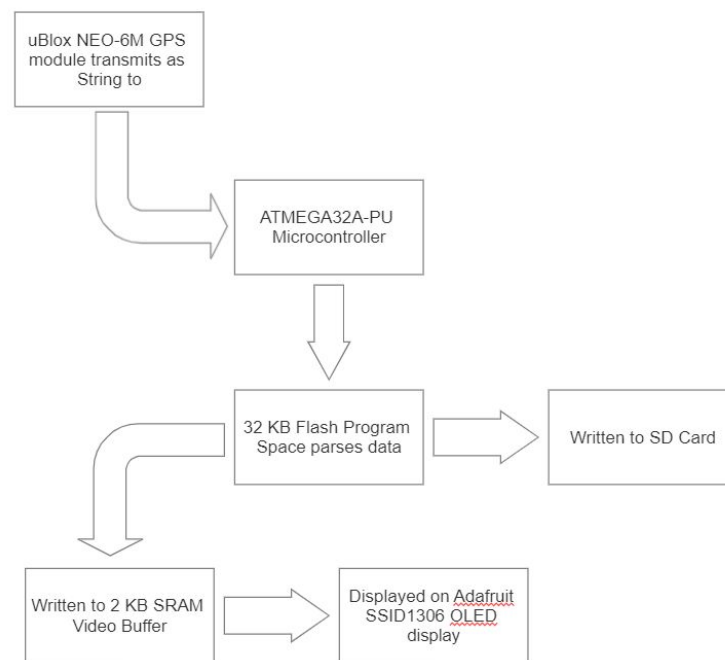 uBlox NEO-6M GPS
module transmits as
String to
ATMEGA32A-PU
Microcontroller
32 KB Flash Program
Space parses data
Written to SD Card
Written to 2 KB SRAM
Video Buffer
Displayed on Adafruit
SSID1306 OLED
display